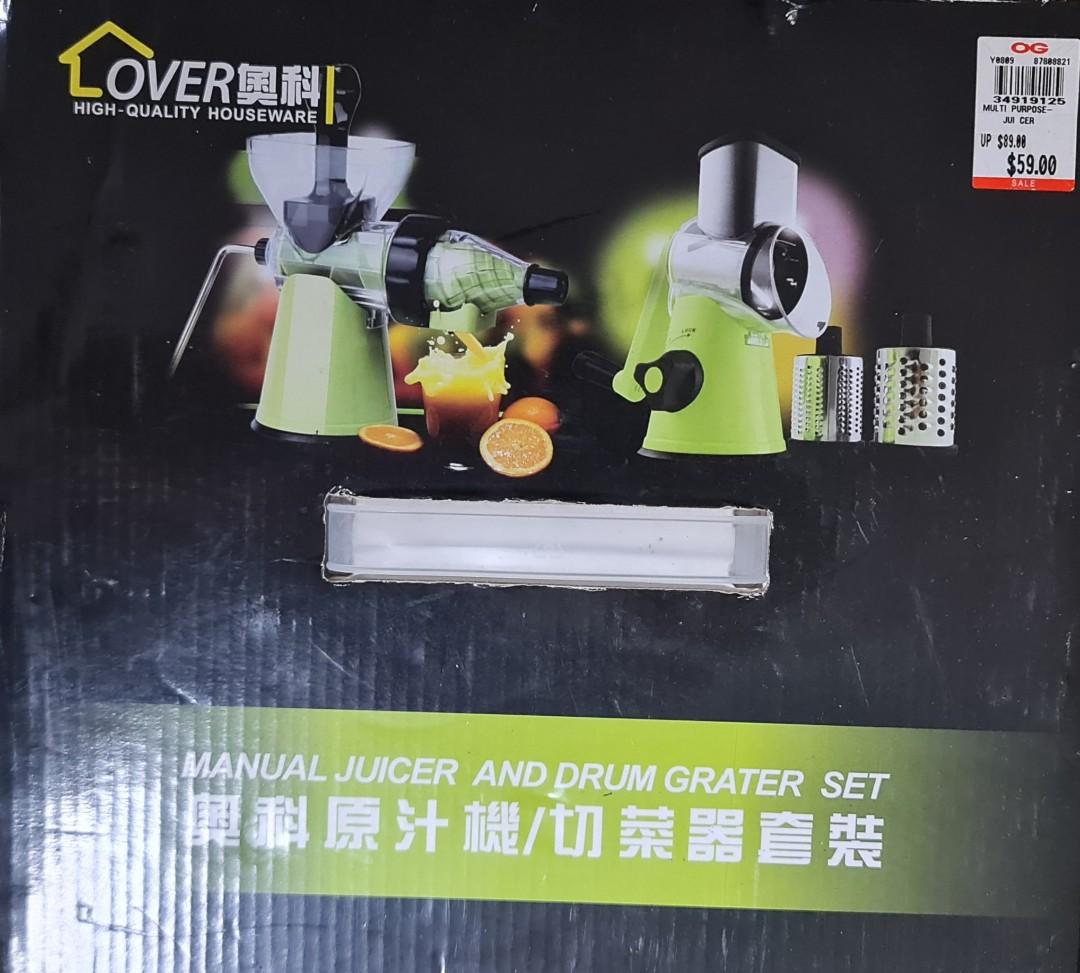 LOVER奥科
HIGH-QUALITY HOUSEWARE
OG
Y0809 87808821
34919125
MULTI PURPOSE-
JUI CER
UP $89.00
$59.00
SALE
LOCK
MANUAL JUICER AND DRUM GRATER SET
奥科原汁機/切菜器套裝